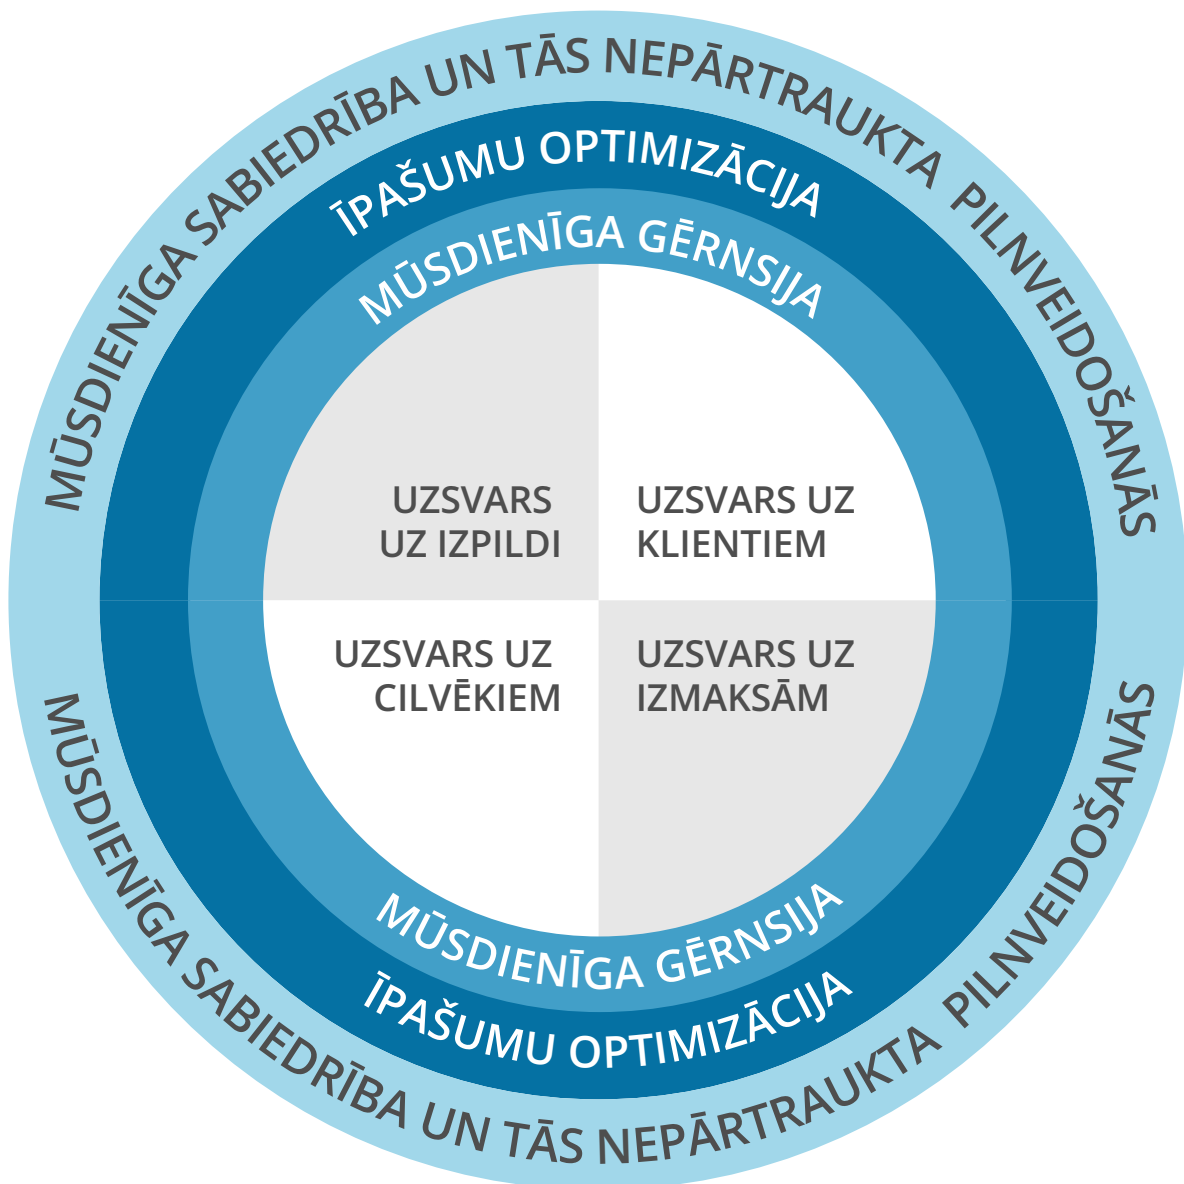 MŪSDIENĪGA SABIEDRĪBA UN TĀS NEPĀRTRAUKTA PILNVEIDOŠANĀS
ĪPAŠUMU OPTIMIZĀCIJA
MŪSDIENĪGA GĒRNSIJA
UZSVARS
UZ IZPILDI
UZSVARS UZ
KLIENTIEM
UZSVARS UZ
CILVĒKIEM
UZSVARS UZ
IZMAKSĀM
MŪSDIENĪGA GĒRNSIJA
ĪPAŠUMU OPTIMIZĀCIJA
MŪSDIENĪGA SABIEDRĪBA UN TĀS NEPĀRTRAUKTA PILNVEIDOŠANĀS